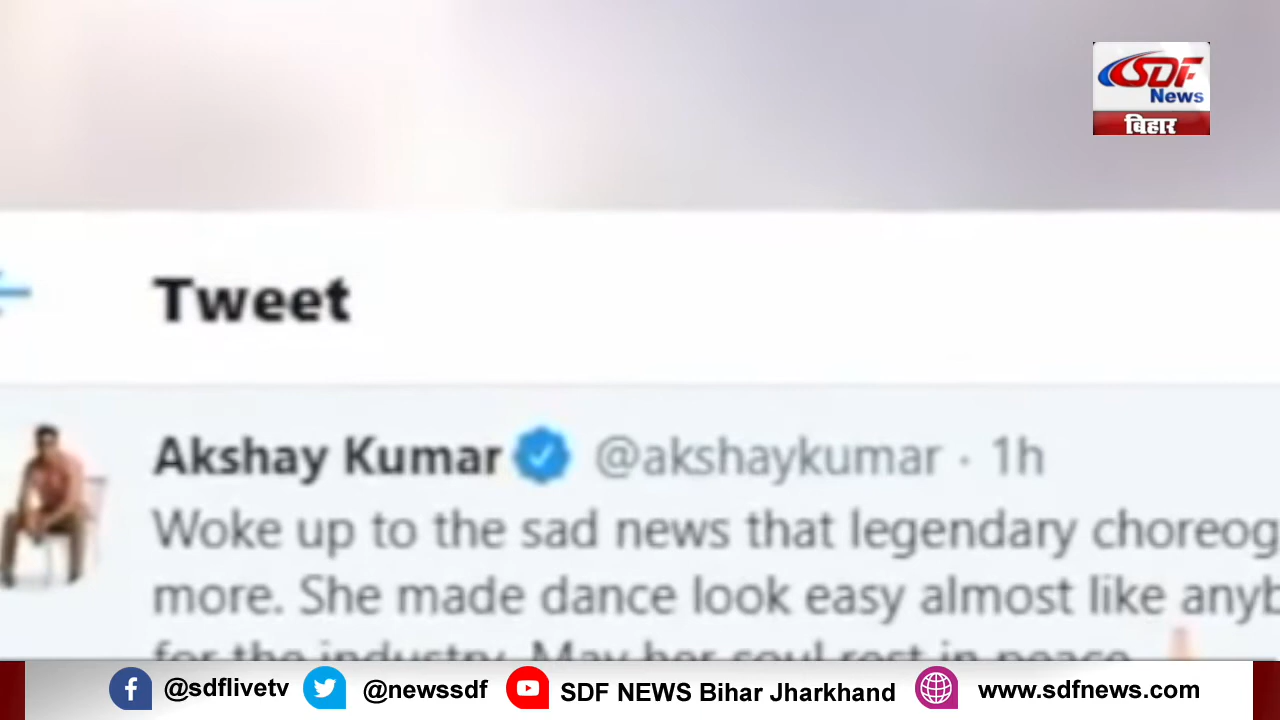 SDF
News
बिहार
Tweet
Akshay Kumar @akshaykumar · 1h
Woke up to the sad news that legendary choreog
more. She made dance look easy almost like anyb
for the industry. May her soul rest in peace
@sdflivetv @newssdf SDF NEWS Bihar Jharkhand www.sdfnews.com